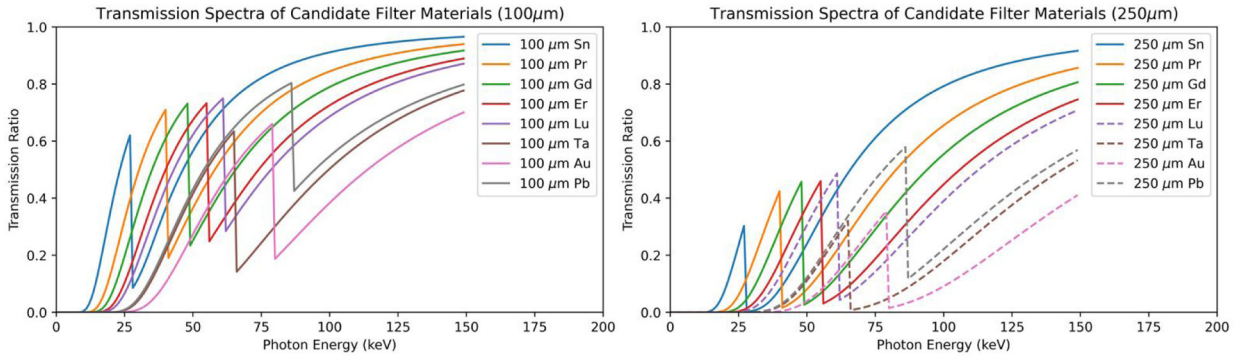 Transmission Spectra of Candidate Filter Materials (100μm)
1.0
0.8
0.6
0.4
0.2
0.0
Transmission Ratio
0 25 50 75 100 125 150 175 200
Photon Energy (keV)
100 μm Sn
100 μm Pr
100 μm Gd
100 μm Er
100 μm Lu
100 μm Ta
100 μm Au
100 μm Pb
Transmission Spectra of Candidate Filter Materials (250μm)
1.0
0.8
0.6
0.4
0.2
0.0
Transmission Ratio
0 25 50 75 100 125 150 175 200
Photon Energy (keV)
250 μm Sn
250 μm Pr
250 μm Gd
250 μm Er
250 μm Lu
250 μm Ta
250 μm Au
250 μm Pb